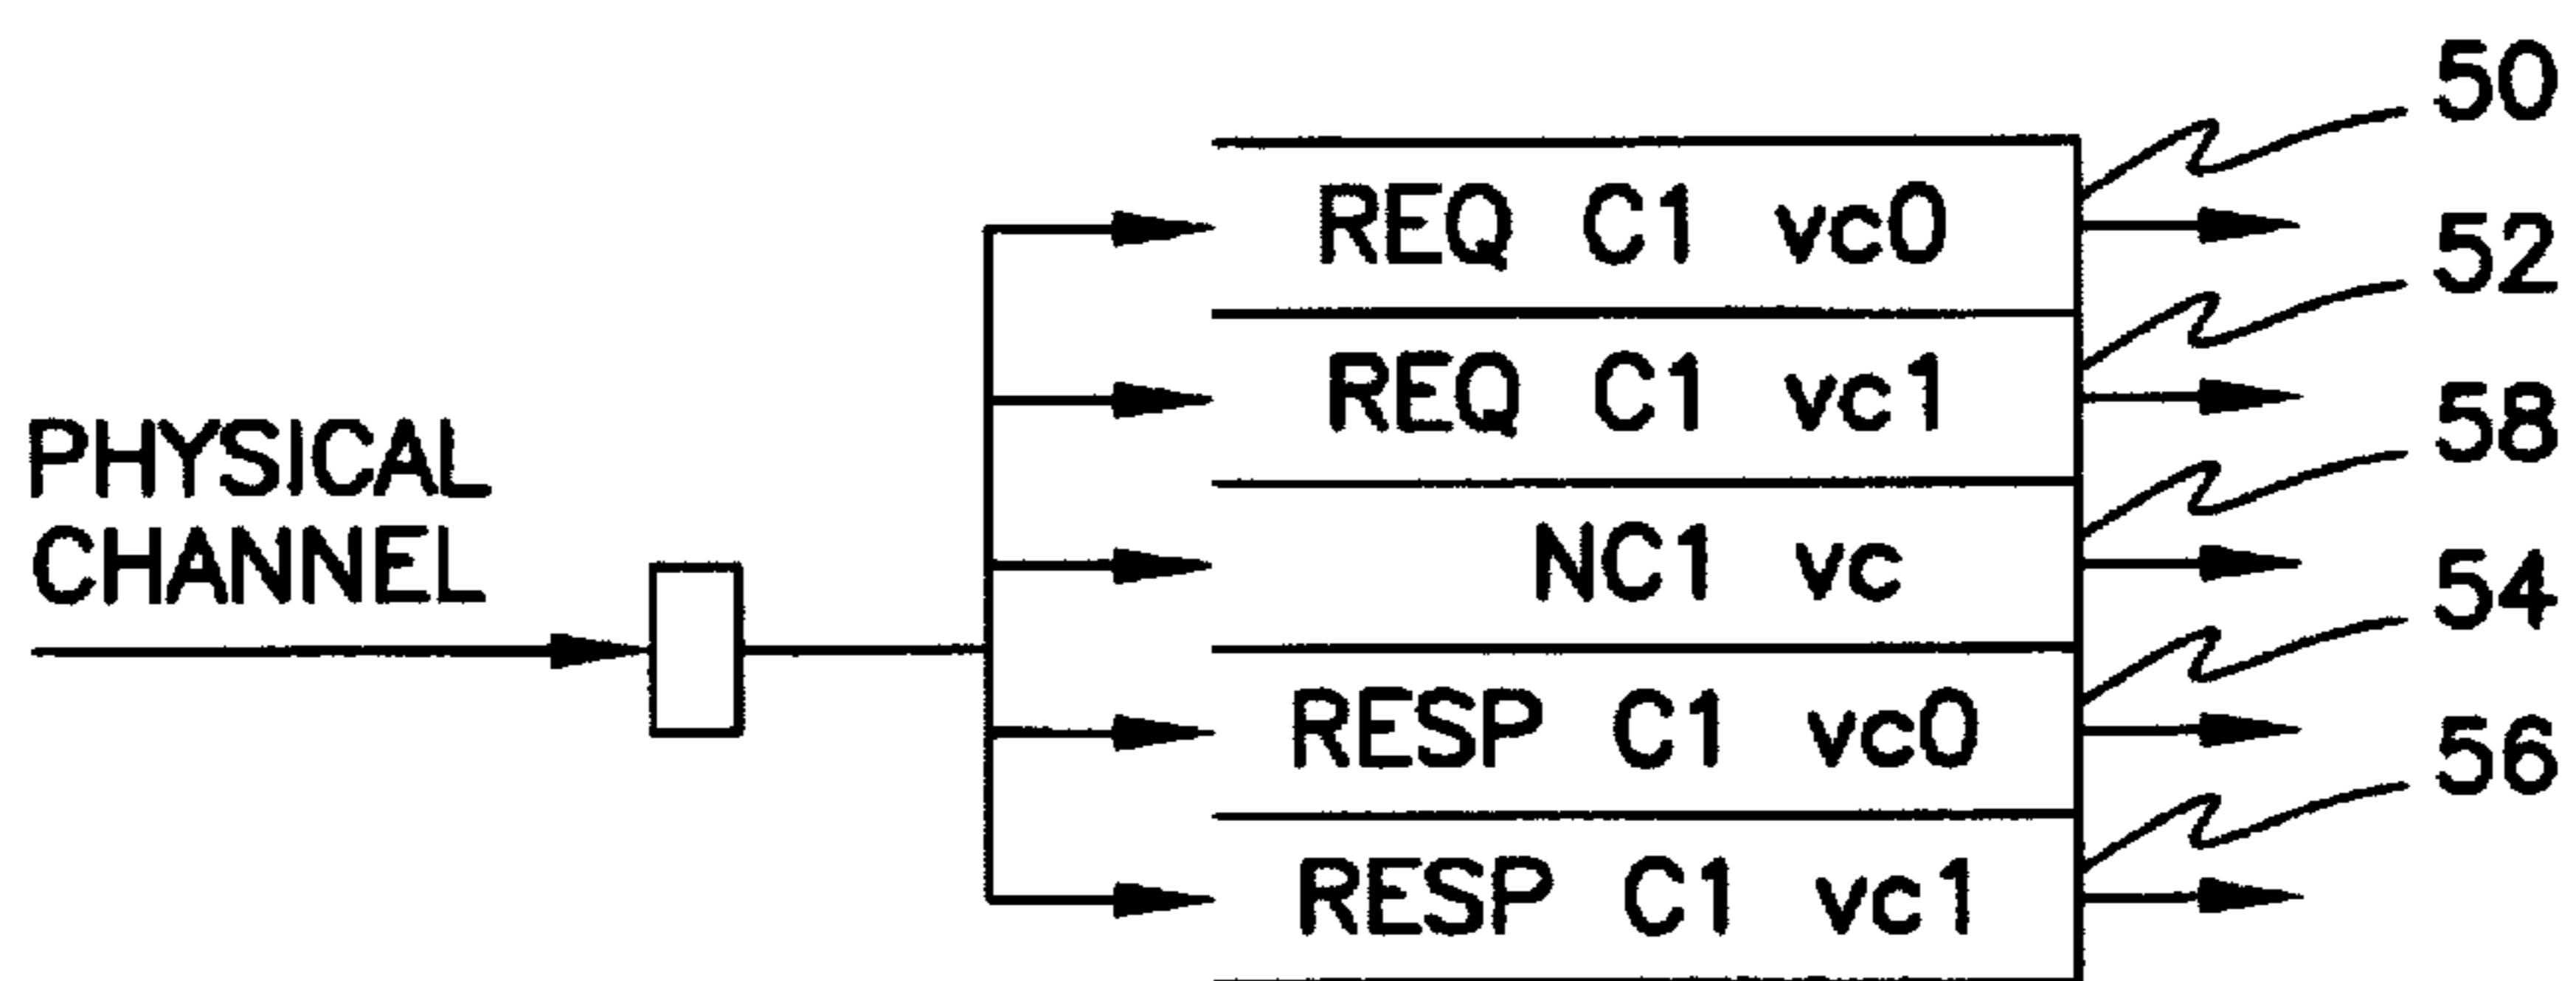 50
REQ C1 vc0
52
REQ C1 vc1
58
PHYSICAL
CHANNEL
NC1 vc
54
RESP C1 vc0
56
RESP C1 vc1